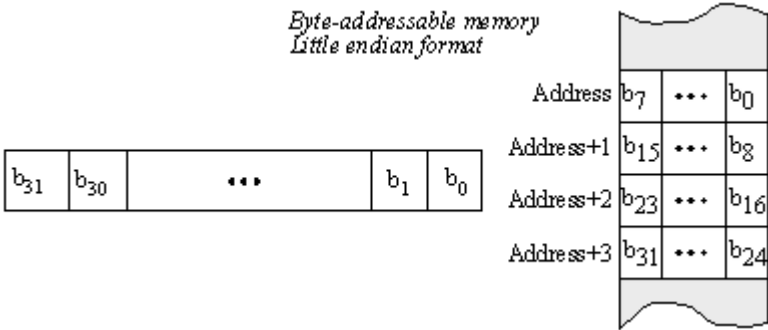 Byte-addressable memory
Little endian format
Address b7 ••• b0
Address+1 b15 ••• b8
b31 b30 ••• b1 b0
Address+2 b23 ••• b16
Address+3 b31 ••• b24